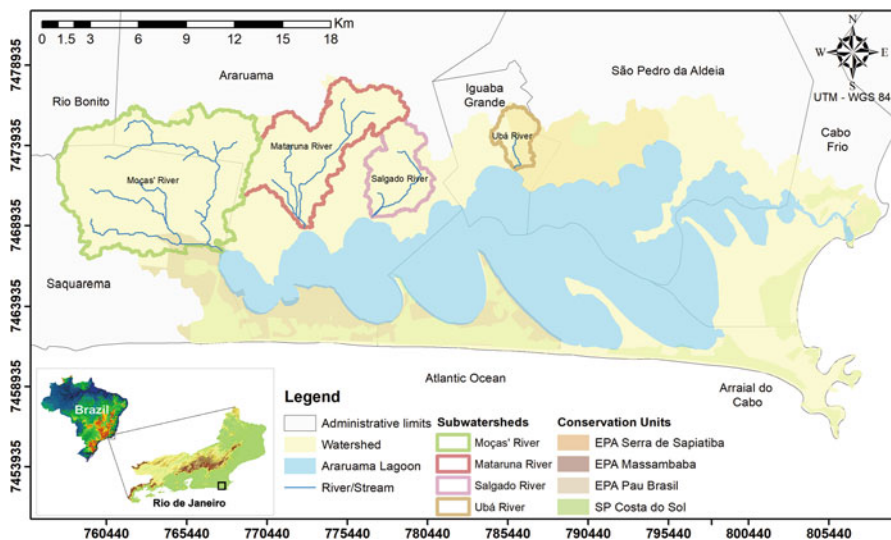 Km
0 1.5 3 6 9 12 15 18
N
W E
S
UTM - WGS 84
7478935
7473935
7468935
7463935
7458935
7453935
Araruama
São Pedro da Aldeia
Rio Bonito
Iguaba
Grande
Cabo
Frio
Ubá River
Mataruna River
Moças' River
Salgado River
Saquarema
Atlantic Ocean
Arraial do
Cabo
Brazil
Rio de Janeiro
Legend
Administrative limits
Watershed
Araruama Lagoon
River/Stream
Subwatersheds
Moças' River
Mataruna River
Salgado River
Ubá River
Conservation Units
EPA Serra de Sapiatiba
EPA Massambaba
EPA Pau Brasil
SP Costa do Sol
760440 765440 770440 775440 780440 785440 790440 795440 800440 805440